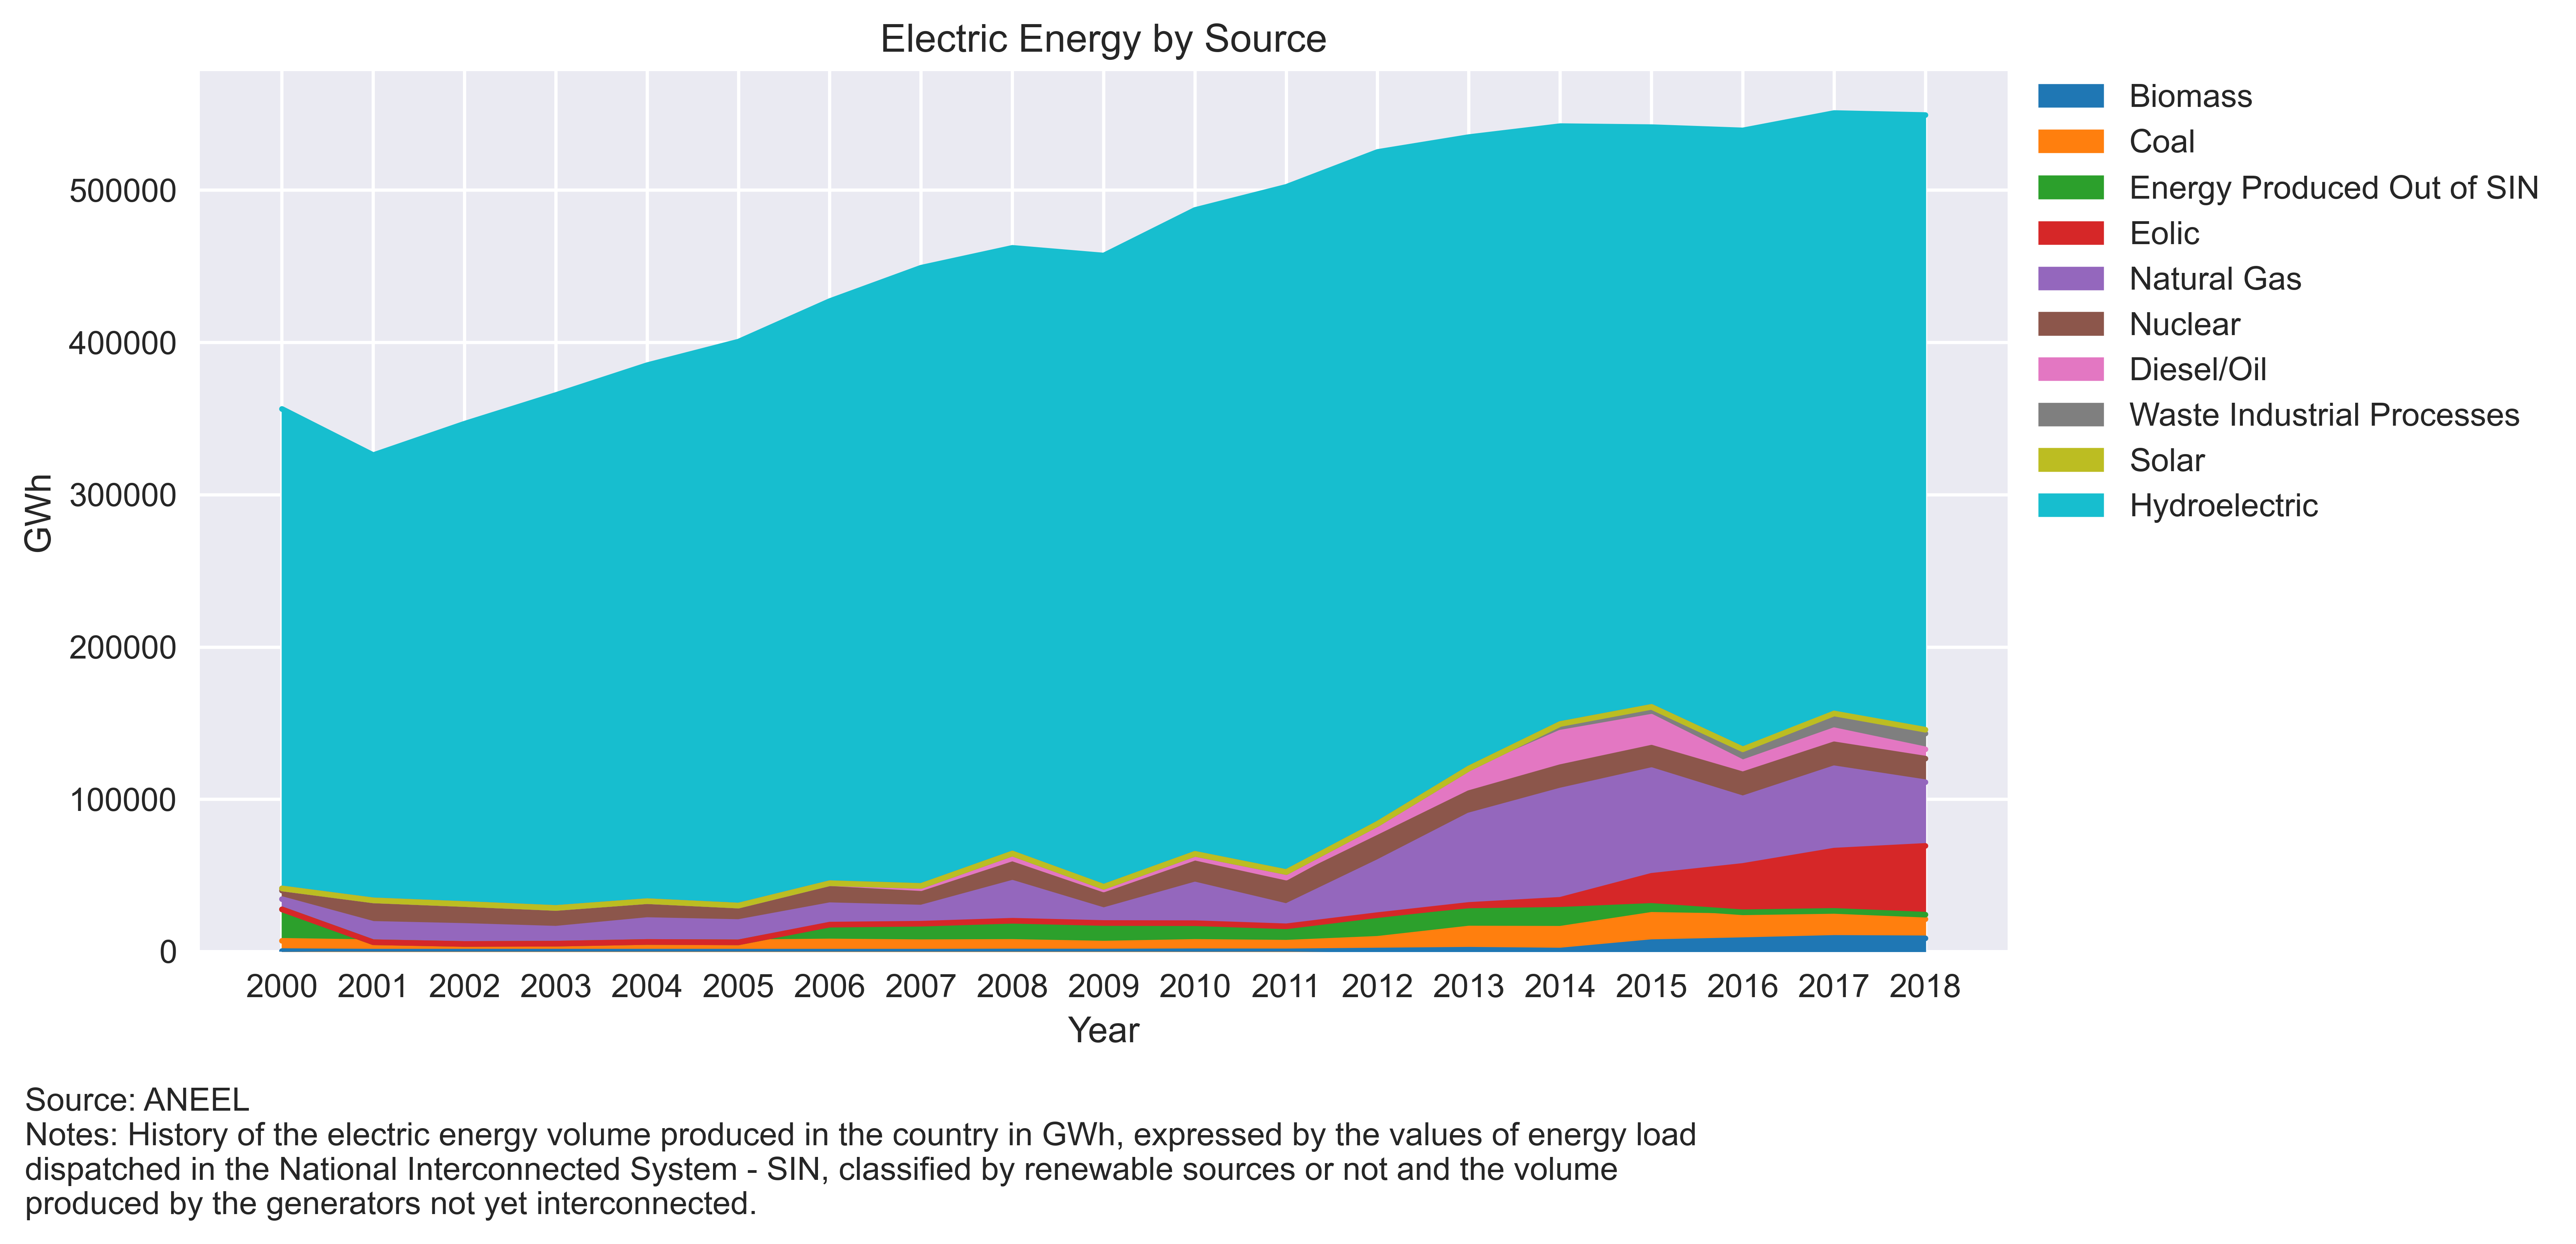 Electric Energy by Source
Biomass
Coal
Energy Produced Out of SIN
Eolic
Natural Gas
Nuclear
Diesel/Oil
Waste Industrial Processes
Solar
Hydroelectric
GWh
500000
400000
300000
200000
100000
0
2000 2001 2002 2003 2004 2005 2006 2007 2008 2009 2010 2011 2012 2013 2014 2015 2016 2017 2018
Year
Source: ANEEL
Notes: History of the electric energy volume produced in the country in GWh, expressed by the values of energy load
dispatched in the National Interconnected System - SIN, classified by renewable sources or not and the volume
produced by the generators not yet interconnected.